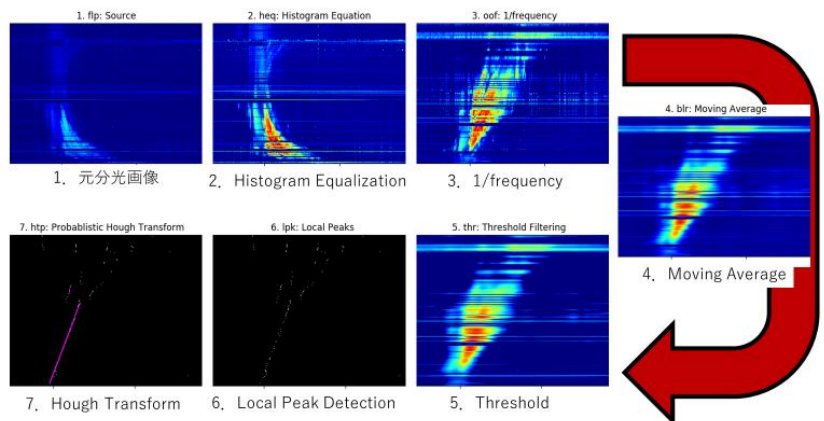 1. flp: Source
2. heq: Histogram Equation
3. oof: 1/frequency
1．元分光画像
2．Histogram Equalization
3．1/frequency
4. blr: Moving Average
4．Moving Average
5. thr: Threshold Filtering
5．Threshold
6. lpk: Local Peaks
6．Local Peak Detection
7. htp: Probablistic Hough Transform
7．Hough Transform